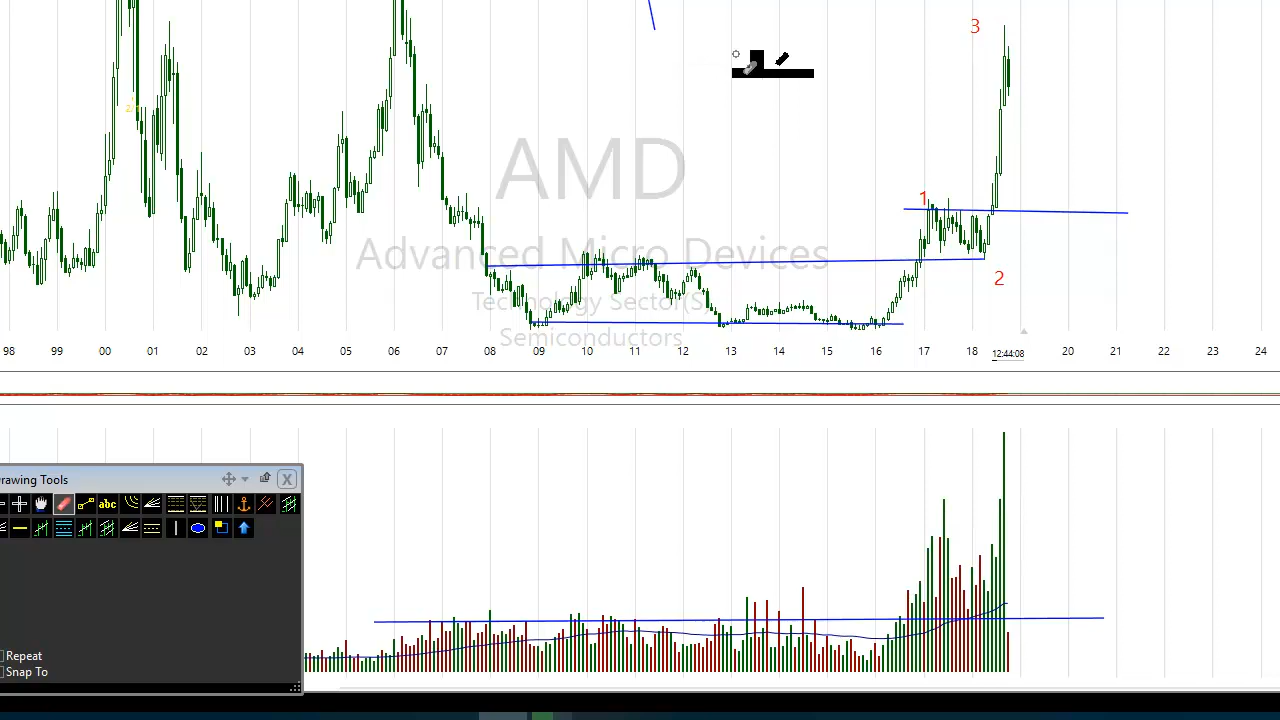 3
AMD
1
Advanced Micro Devices
2
Technology Sector(S)
Semiconductors
98 99 00 01 02 03 04 05 06 07 08 09 10 11 12 13 14 15 16 17 18 12:44:08 20 21 22 23 24
rawing Tools
abc
Repeat
Snap To